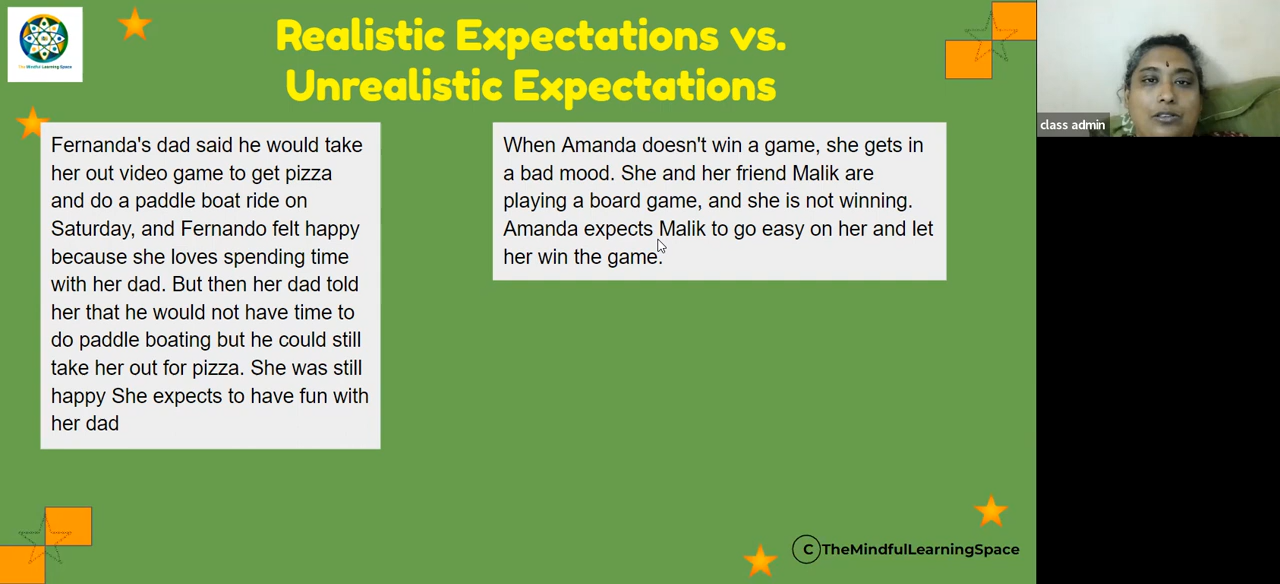 The Mindful Learning Space
Realistic Expectations vs.
Unrealistic Expectations
Fernanda's dad said he would take
her out video game to get pizza
and do a paddle boat ride on
Saturday, and Fernando felt happy
because she loves spending time
with her dad. But then her dad told
her that he would not have time to
do paddle boating but he could still
take her out for pizza. She was still
happy She expects to have fun with
her dad
When Amanda doesn't win a game, she gets in
a bad mood. She and her friend Malik are
playing a board game, and she is not winning.
Amanda expects Malik to go easy on her and let
her win the game.
class admin
C TheMindfulLearningSpace